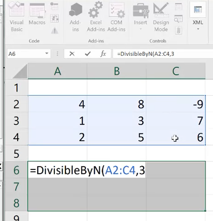 Visual Basic
Macros
Add-ins
Excel Add-ins
COM Add-ins
Insert
Design Mode
XML
Code
Add-ins
A6
=DivisibleByN(A2:C4,3
A B C
1
2 4 8 -9
3 1 3 7
4 2 5 6
5
6 =DivisibleByN(A2:C4,3
7
8